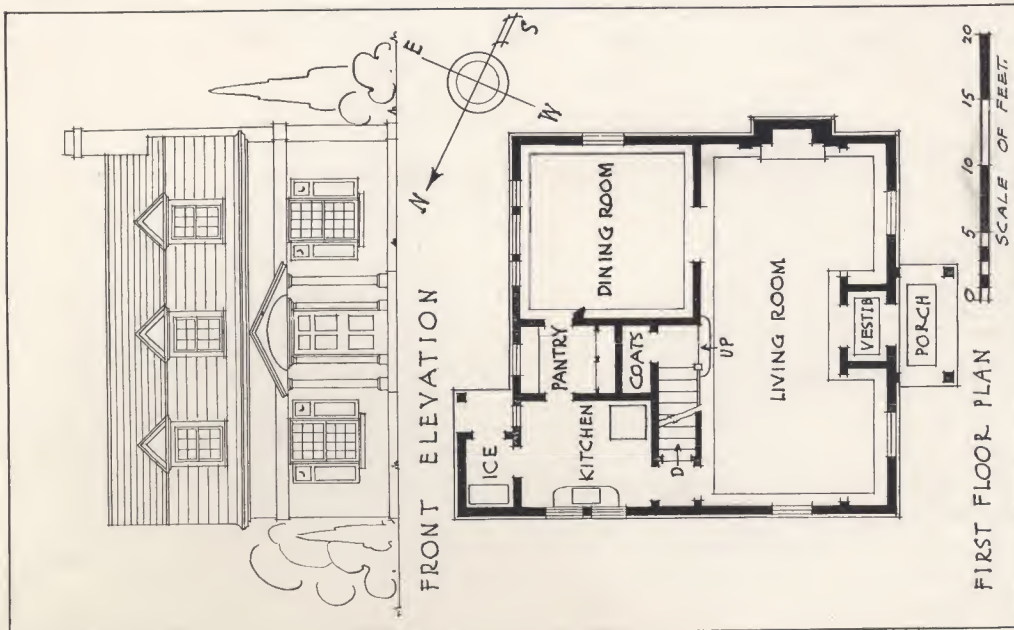 FRONT ELEVATION
N
E
S
W
ICE
KITCHEN
PANTRY
COATS
DINING ROOM
D
UP
LIVING ROOM
VESTIB
PORCH
FIRST FLOOR PLAN
0 5 10 15 20
SCALE OF FEET.